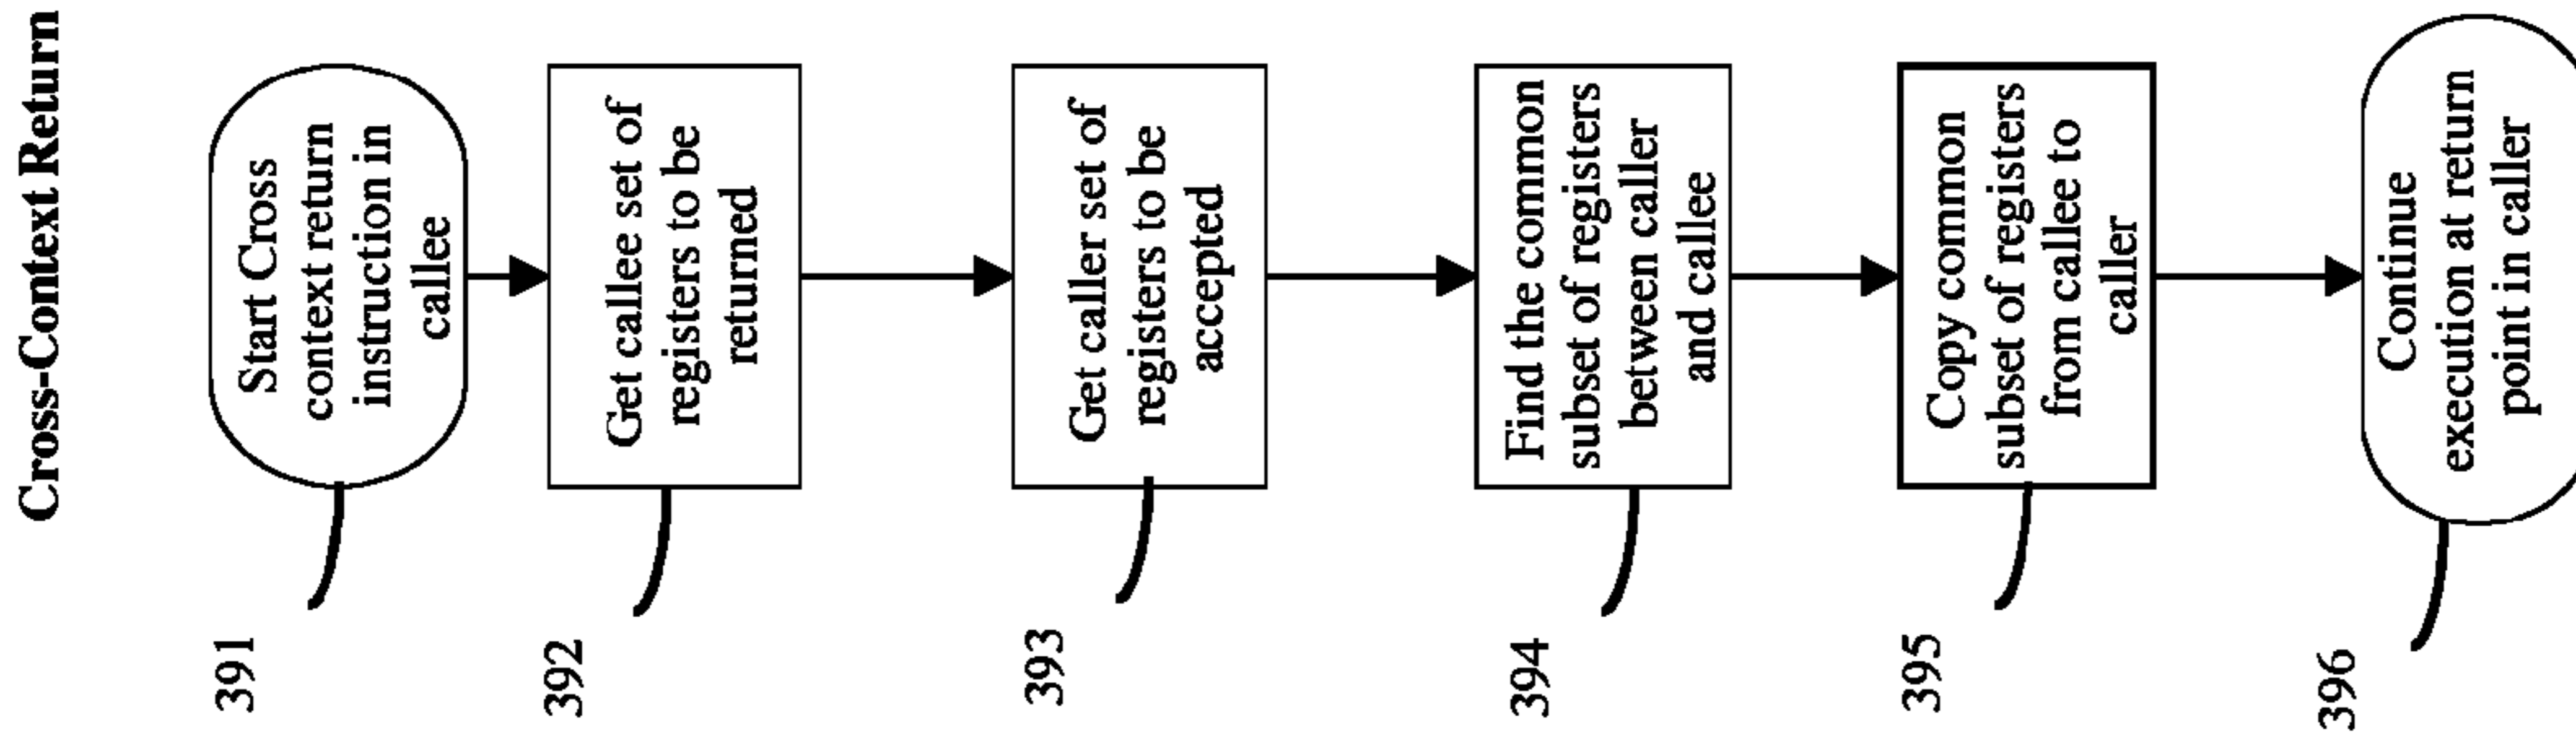 Cross-Context Return
391
Start Cross
context return
instruction in
callee
392
Get callee set of
registers to be
returned
393
Get caller set of
registers to be
accepted
394
Find the common
subset of registers
between caller
and callee
395
Copy common
subset of registers
from callee to
caller
396
Continue
execution at return
point in caller